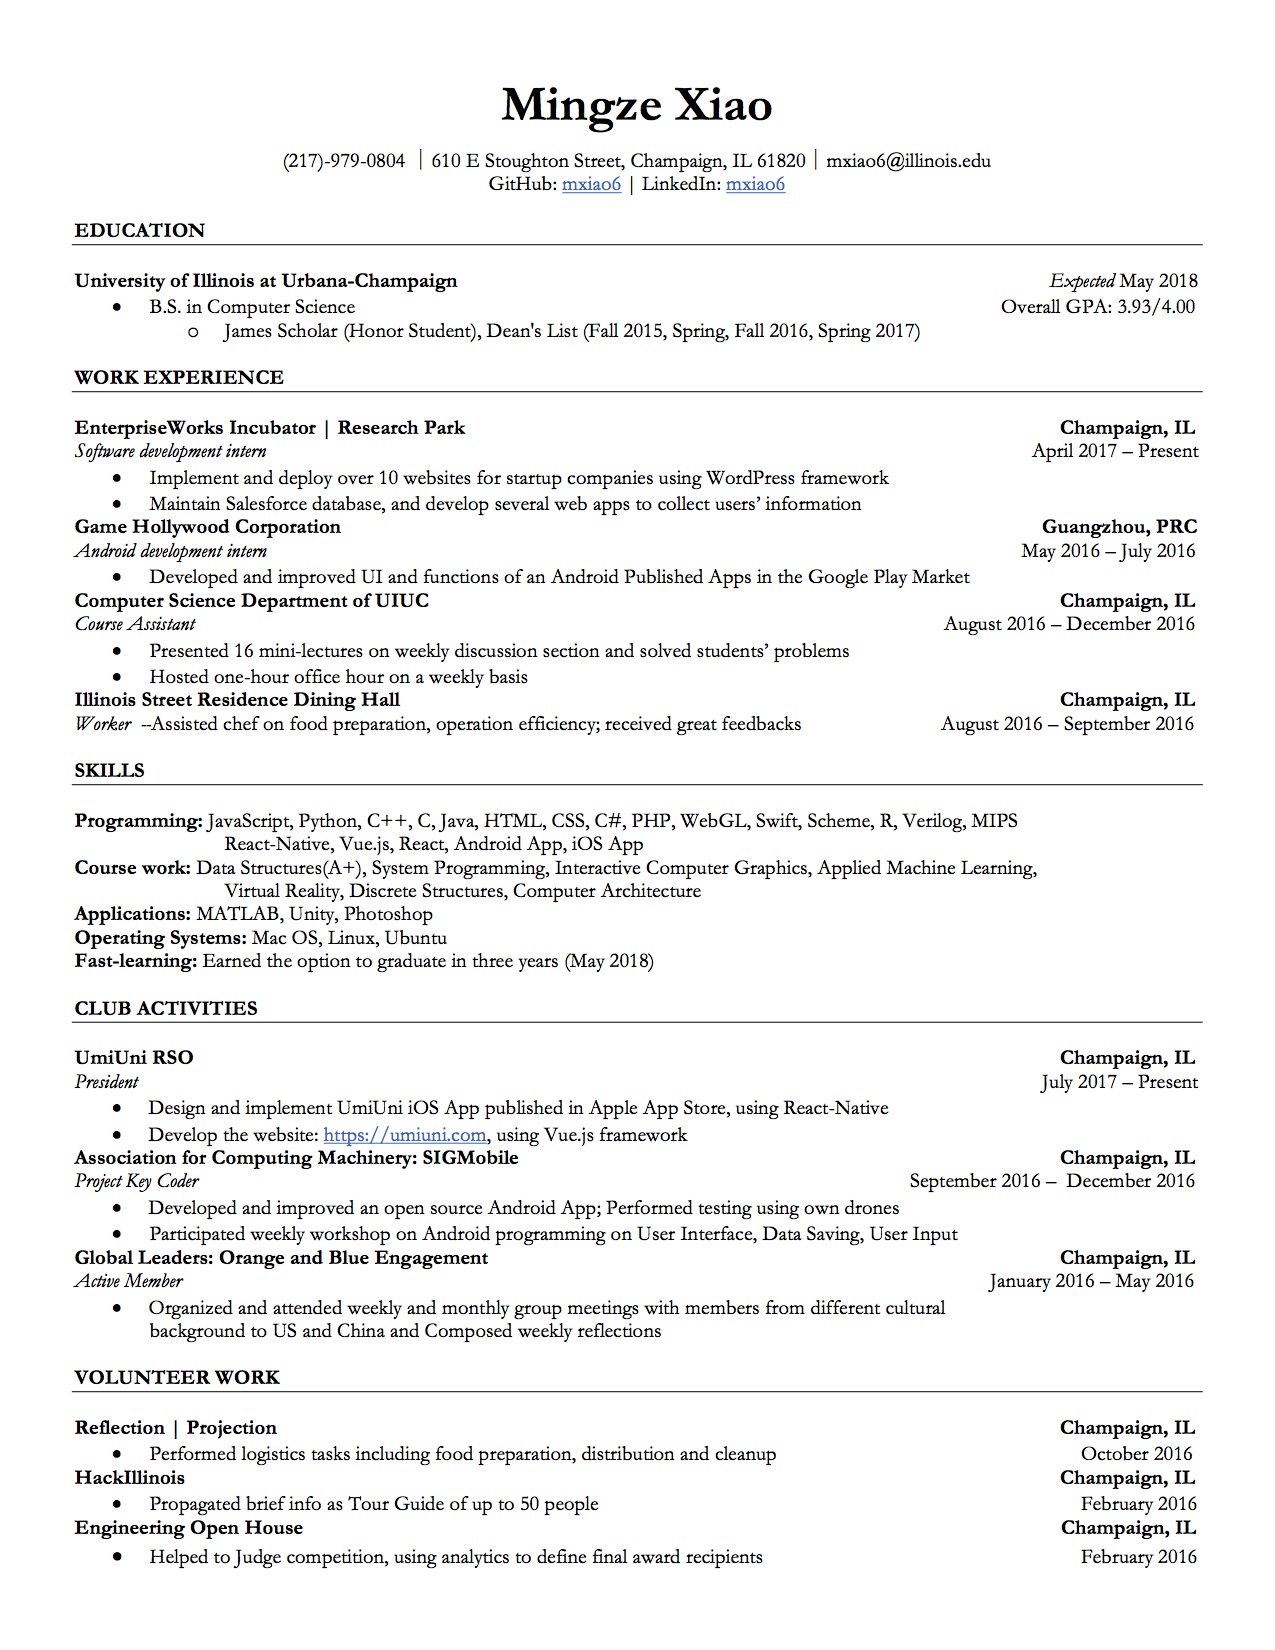 Mingze Xiao
(217)-979-0804 | 610 E Stoughton Street, Champaign, IL 61820 | mxiao6@illinois.edu
GitHub: mxiao6 | LinkedIn: mxiao6
EDUCATION
University of Illinois at Urbana-Champaign Expected May 2018
• B.S. in Computer Science Overall GPA: 3.93/4.00
o James Scholar (Honor Student), Dean's List (Fall 2015, Spring, Fall 2016, Spring 2017)
WORK EXPERIENCE
EnterpriseWorks Incubator | Research Park Champaign, IL
Software development intern April 2017 – Present
• Implement and deploy over 10 websites for startup companies using WordPress framework
• Maintain Salesforce database, and develop several web apps to collect users’ information
Game Hollywood Corporation Guangzhou, PRC
Android development intern May 2016 – July 2016
• Developed and improved UI and functions of an Android Published Apps in the Google Play Market
Computer Science Department of UIUC Champaign, IL
Course Assistant August 2016 – December 2016
• Presented 16 mini-lectures on weekly discussion section and solved students’ problems
• Hosted one-hour office hour on a weekly basis
Illinois Street Residence Dining Hall Champaign, IL
Worker --Assisted chef on food preparation, operation efficiency; received great feedbacks August 2016 – September 2016
SKILLS
Programming: JavaScript, Python, C++, C, Java, HTML, CSS, C#, PHP, WebGL, Swift, Scheme, R, Verilog, MIPS
React-Native, Vue.js, React, Android App, iOS App
Course work: Data Structures(A+), System Programming, Interactive Computer Graphics, Applied Machine Learning,
Virtual Reality, Discrete Structures, Computer Architecture
Applications: MATLAB, Unity, Photoshop
Operating Systems: Mac OS, Linux, Ubuntu
Fast-learning: Earned the option to graduate in three years (May 2018)
CLUB ACTIVITIES
UmiUni RSO Champaign, IL
President July 2017 – Present
• Design and implement UmiUni iOS App published in Apple App Store, using React-Native
• Develop the website: https://umiuni.com, using Vue.js framework
Association for Computing Machinery: SIGMobile Champaign, IL
Project Key Coder September 2016 – December 2016
• Developed and improved an open source Android App; Performed testing using own drones
• Participated weekly workshop on Android programming on User Interface, Data Saving, User Input
Global Leaders: Orange and Blue Engagement Champaign, IL
Active Member January 2016 – May 2016
• Organized and attended weekly and monthly group meetings with members from different cultural
background to US and China and Composed weekly reflections
VOLUNTEER WORK
Reflection | Projection Champaign, IL
• Performed logistics tasks including food preparation, distribution and cleanup October 2016
HackIllinois Champaign, IL
• Propagated brief info as Tour Guide of up to 50 people February 2016
Engineering Open House Champaign, IL
• Helped to Judge competition, using analytics to define final award recipients February 2016